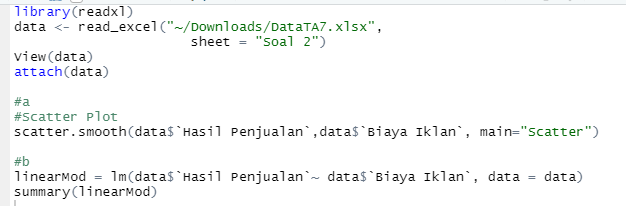 library(readxl)
data <- read_excel("~/Downloads/DataTA7.xlsx",
                         sheet = "Soal 2")
View(data)
attach(data)

#a
#Scatter Plot
scatter.smooth(data$`Hasil Penjualan`,data$`Biaya Iklan`, main="Scatter")

#b
linearMod = lm(data$`Hasil Penjualan`~ data$`Biaya Iklan`, data = data)
summary(linearMod)